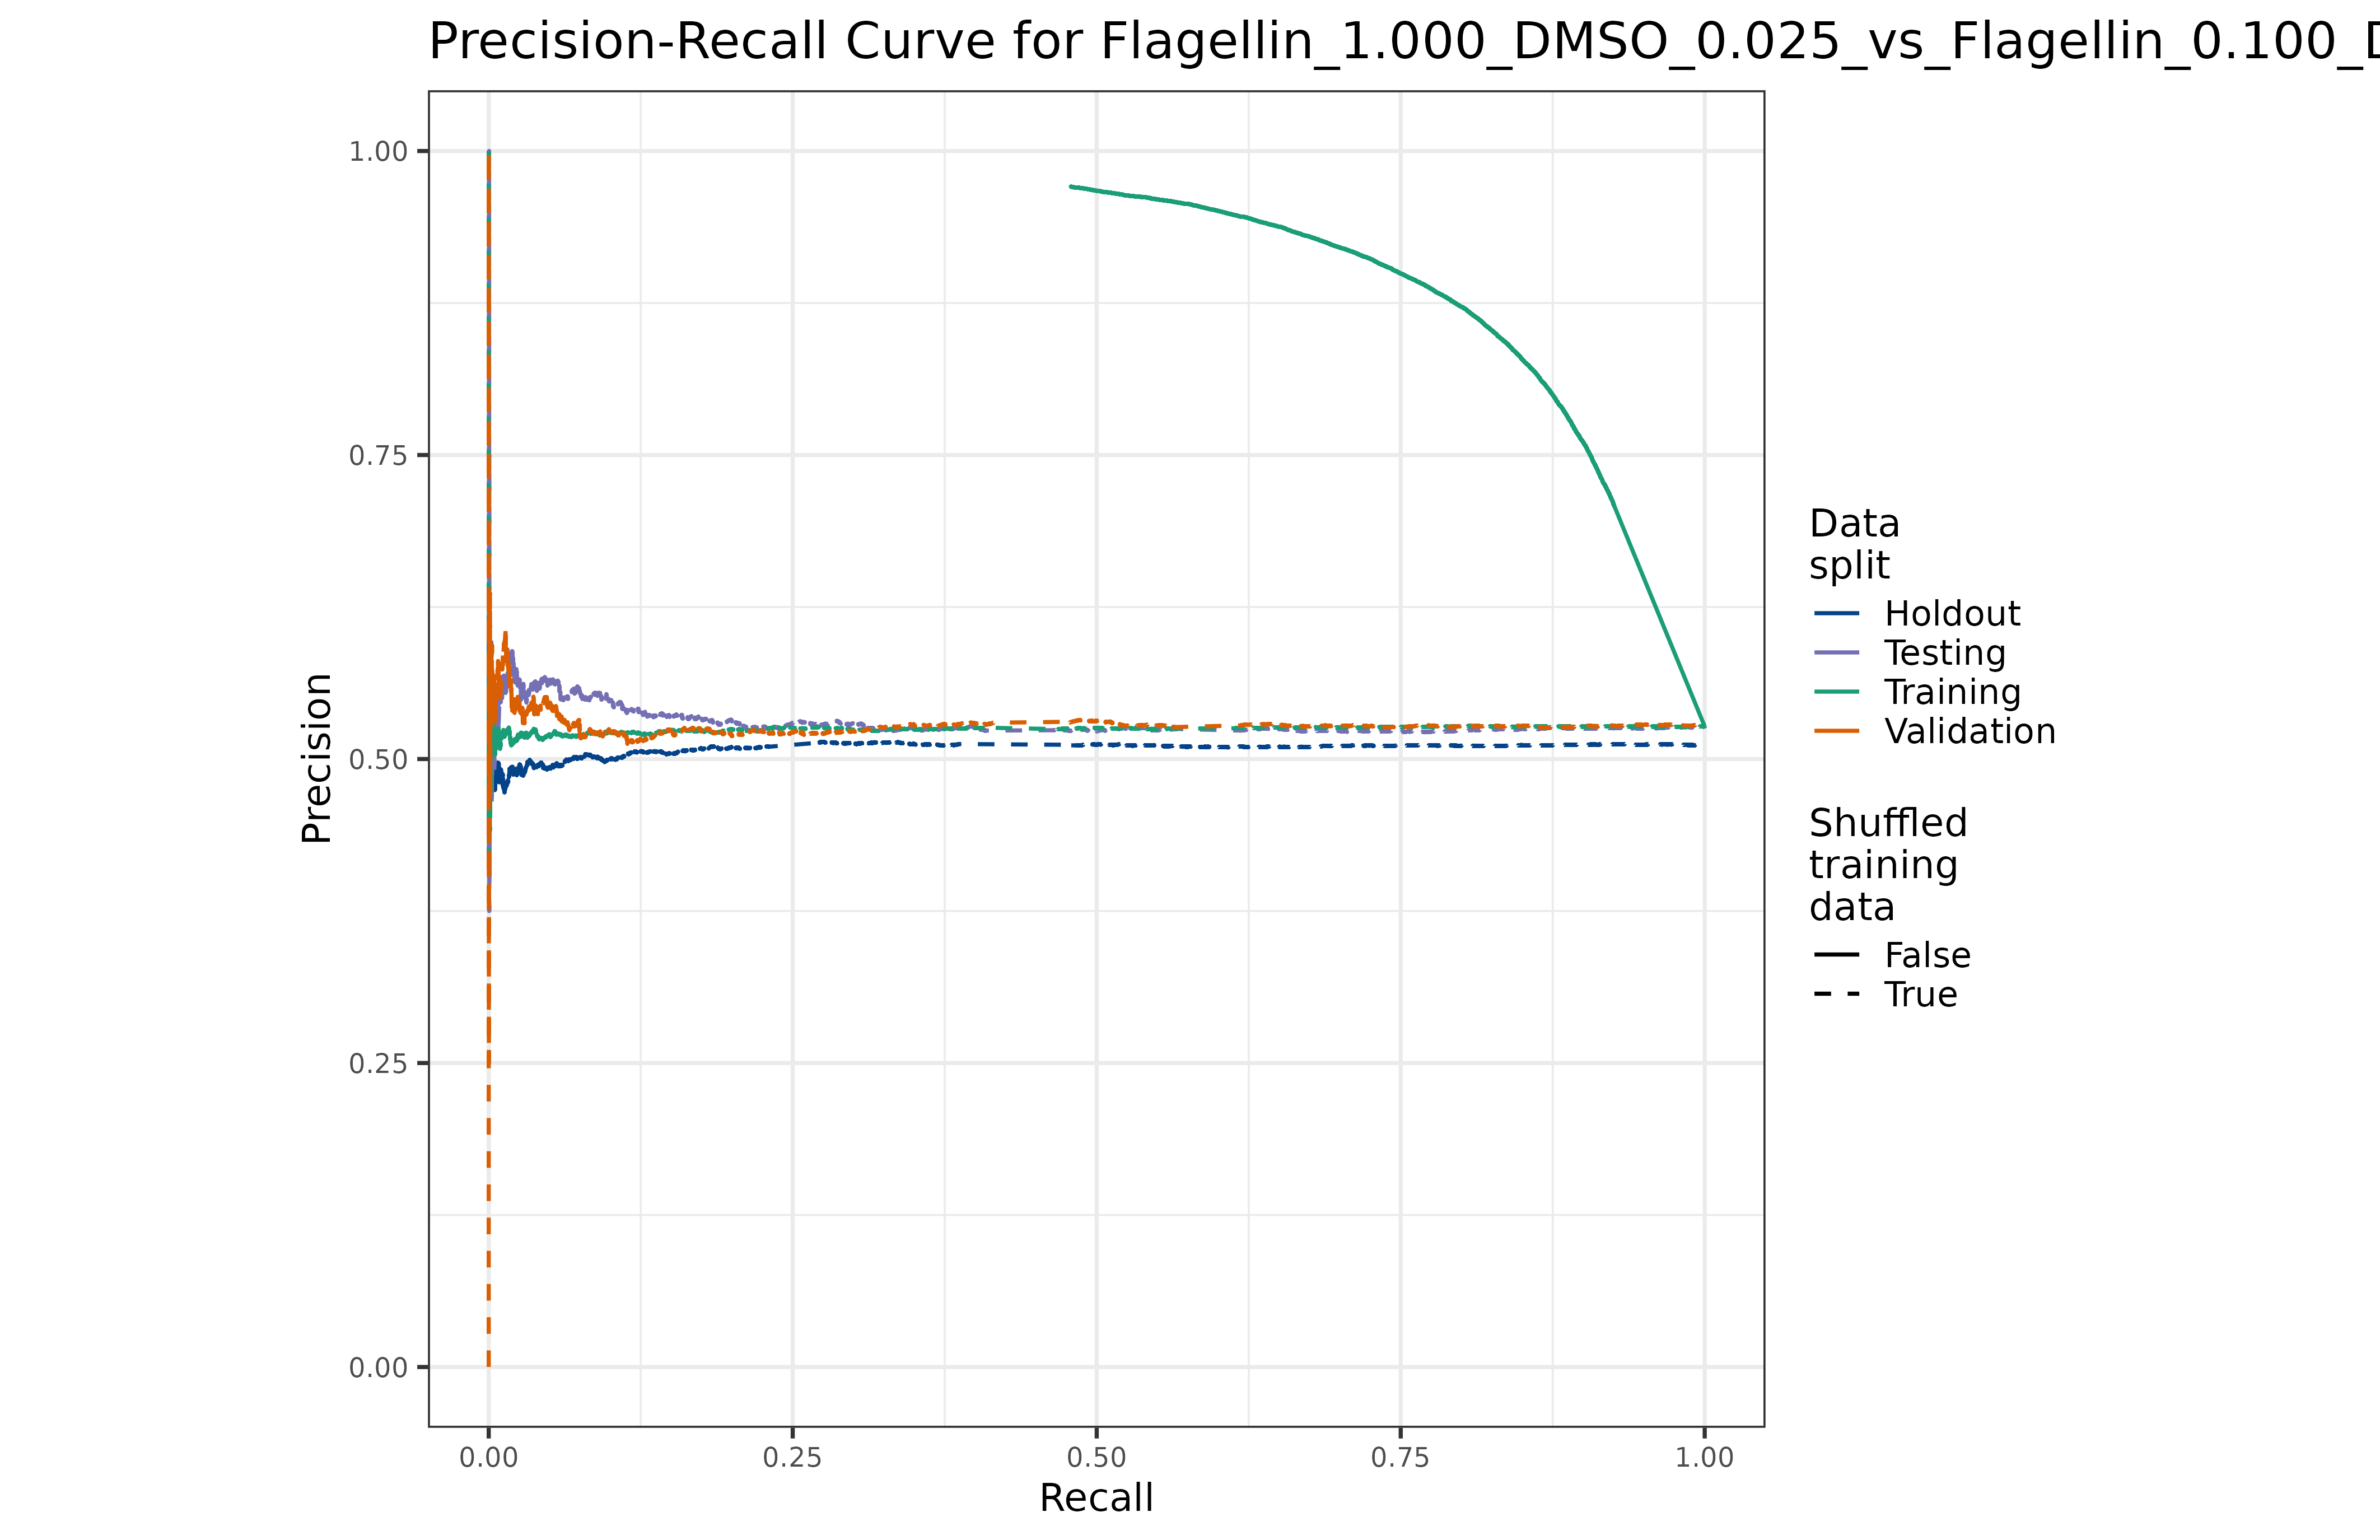 Precision-Recall Curve for Flagellin_1.000_DMSO_0.025_vs_Flagellin_0.100_D
1.00
0.75
0.50
0.25
0.00
Precision
0.00 0.25 0.50 0.75 1.00
Recall
Data
split
Holdout
Testing
Training
Validation
Shuffled
training
data
False
True